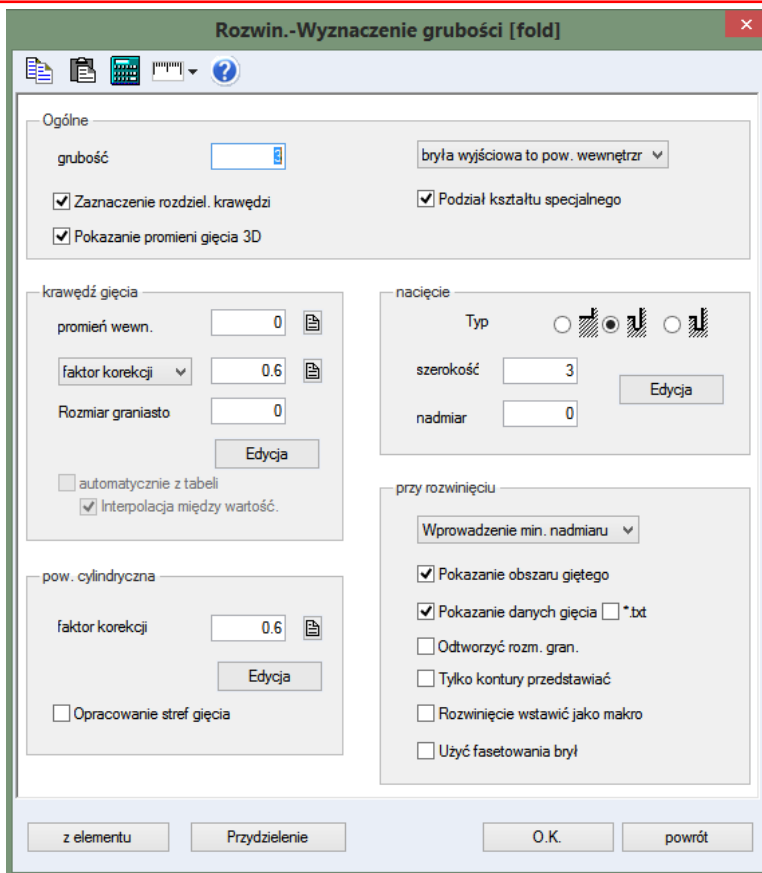 Rozwin.-Wyznaczenie grubości [fold]
Ogólne
grubość 3 bryła wyjściowa to pow. wewnętrzr
Zaznaczenie rozdziel. krawędzi Podział kształtu specjalnego
Pokazanie promieni gięcia 3D
krawędź gięcia
promień wewn. 0
faktor korekcji 0.6
Rozmiar graniasto 0
Edycja
automatycznie z tabeli
Interpolacja między wartość.
pow. cylindryczna
faktor korekcji 0.6
Edycja
Opracowanie stref gięcia
nacięcie
Typ
szerokość 3
Edycja
nadmiar 0
przy rozwinięciu
Wprowadzenie min. nadmiaru
Pokazanie obszaru giętego
Pokazanie danych gięcia *.txt
Odtworzyć rozm. gran.
Tylko kontury przedstawiać
Rozwinięcie wstawić jako makro
Użyć fasetowania brył
z elementu Przydzielenie O.K. powrót